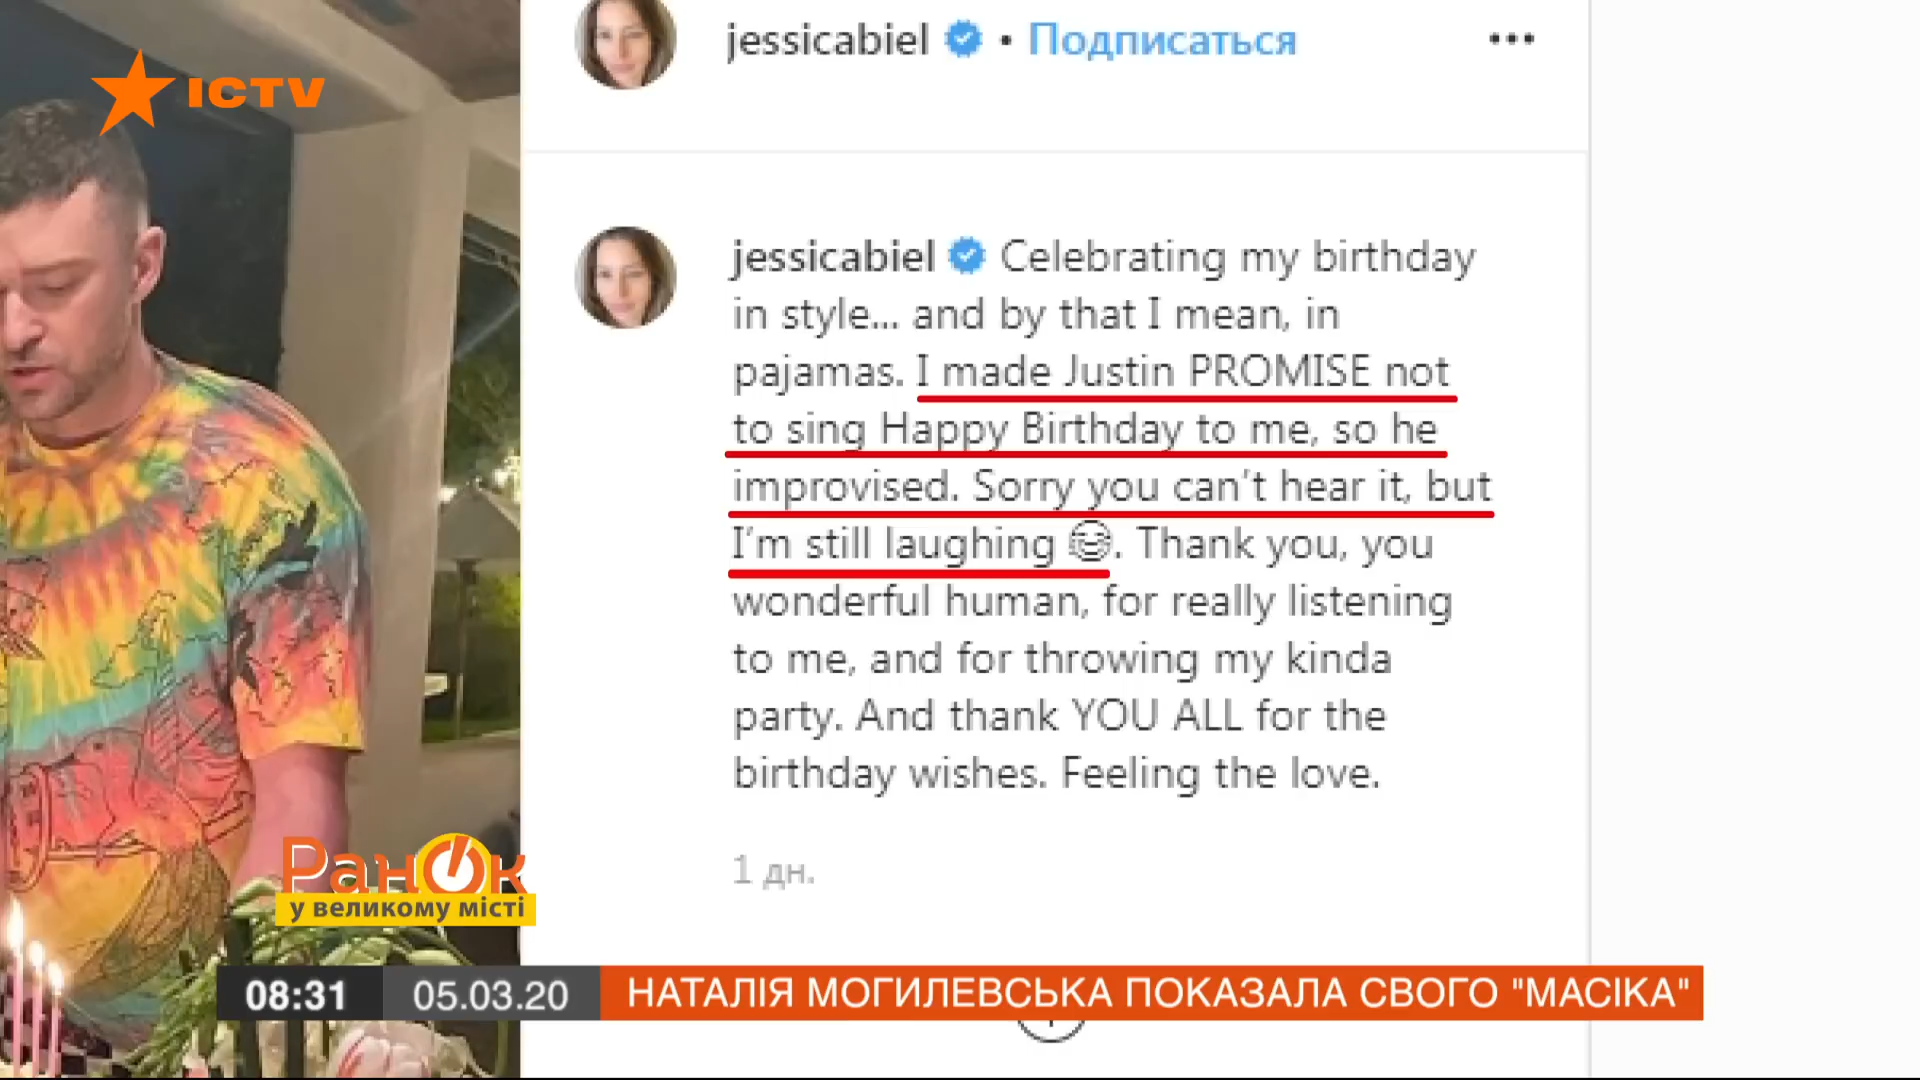 ICTV
jessicabiel • Подписаться •••
jessicabiel Celebrating my birthday
in style... and by that I mean, in
pajamas. I made Justin PROMISE not
to sing Happy Birthday to me, so he
improvised. Sorry you can't hear it, but
I'm still laughing 😂. Thank you, you
wonderful human, for really listening
to me, and for throwing my kinda
party. And thank YOU ALL for the
birthday wishes. Feeling the love.
1 дн.
Ранок
у великому місті
08:31 05.03.20 НАТАЛІЯ МОГИЛЕВСЬКА ПОКАЗАЛА СВОГО "МАСІКА"